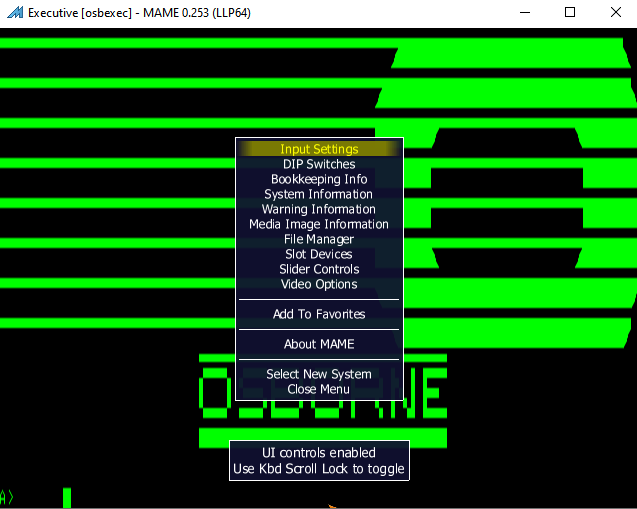 Executive [osbexec] - MAME 0.253 (LLP64)
Input Settings
DIP Switches
Bookkeeping Info
System Information
Warning Information
Media Image Information
File Manager
Slot Devices
Slider Controls
Video Options
Add To Favorites
About MAME
Select New System
Close Menu
OSBORNE
UI controls enabled
Use Kbd Scroll Lock to toggle
A>